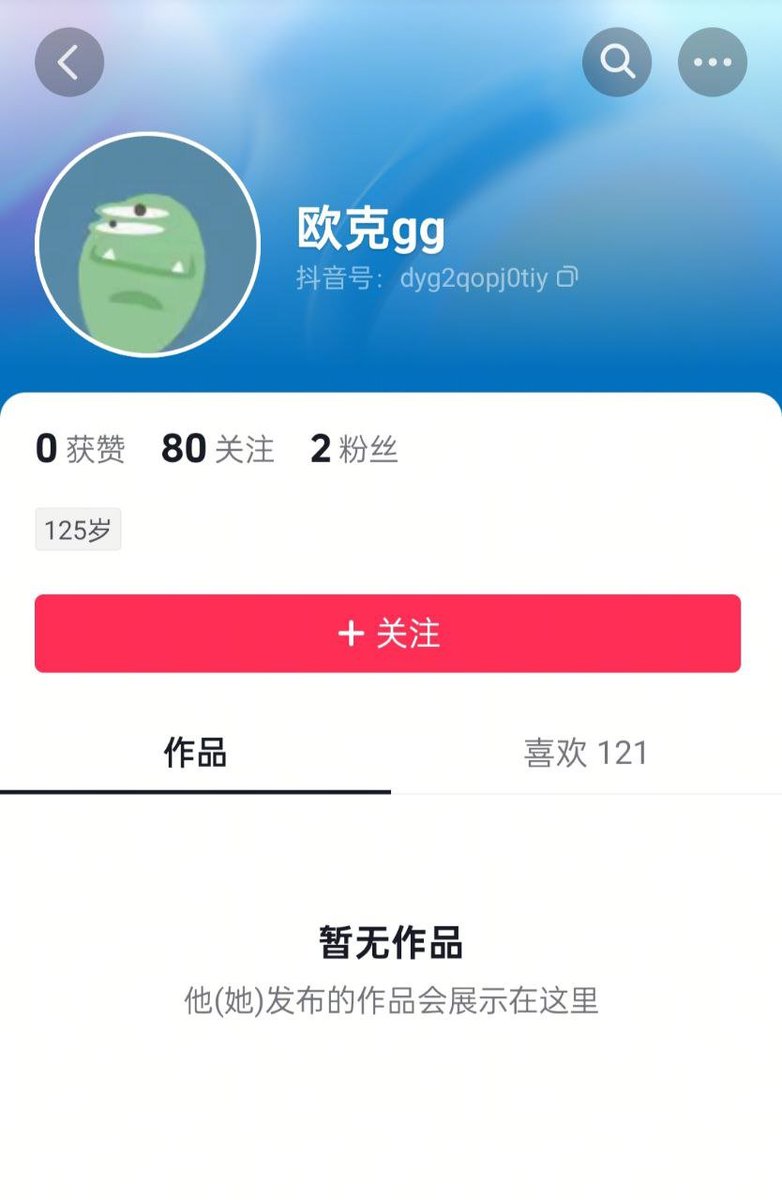 欧克gg
抖音号：dyg2qopj0tiy
0 获赞 80 关注 2 粉丝
125岁
+ 关注
作品 喜欢 121
暂无作品
他(她)发布的作品会展示在这里